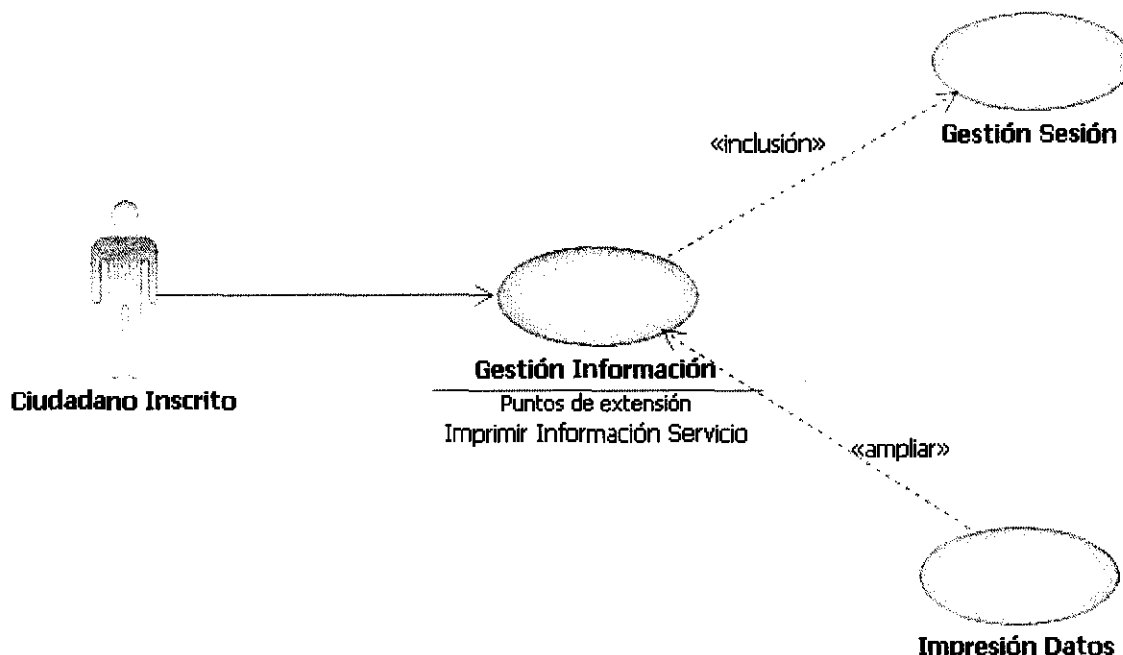 Gestión Sesión
«inclusión»
Gestión Información
Puntos de extensión
Imprimir Información Servicio
Ciudadano Inscrito
«ampliar»
Impresión Datos